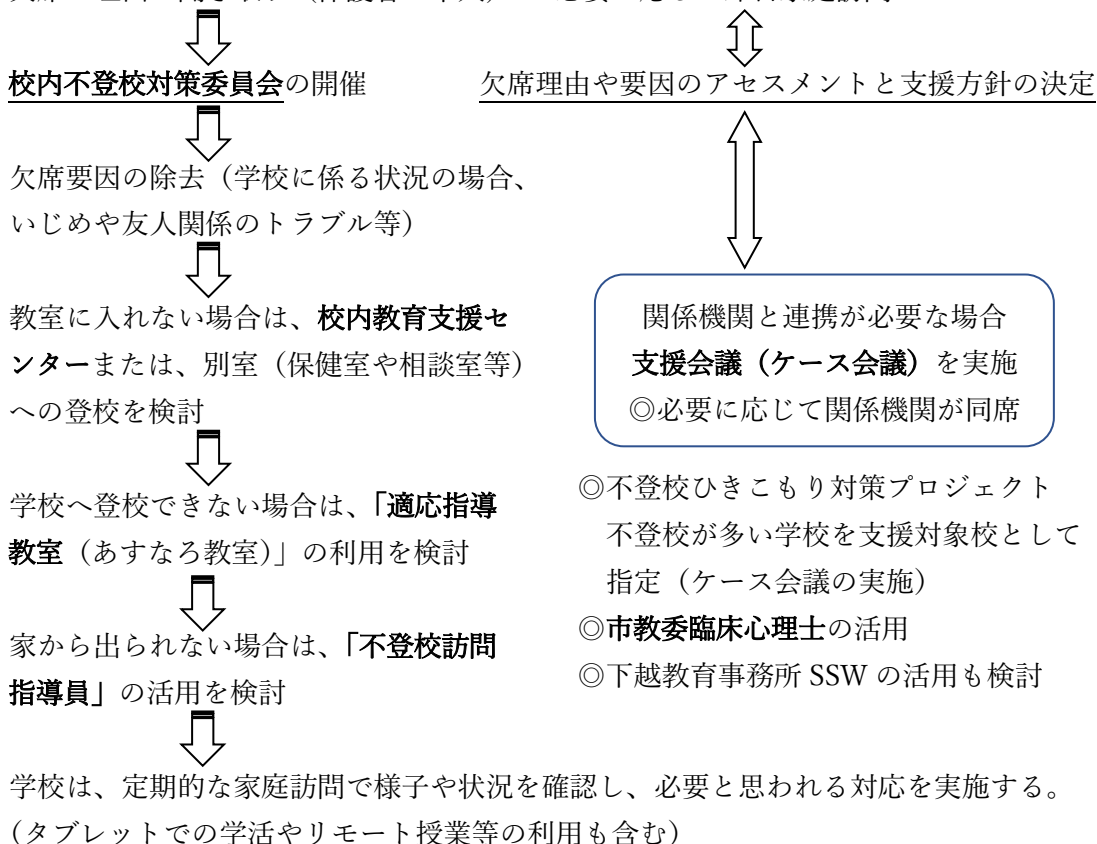 校内不登校対策委員会の開催
欠席理由や要因のアセスメントと支援方針の決定
欠席要因の除去（学校に係る状況の場合、
いじめや友人関係のトラブル等）
教室に入れない場合は、校内教育支援セ
ンターまたは、別室（保健室や相談室等）
への登校を検討
関係機関と連携が必要な場合
支援会議（ケース会議）を実施
◎必要に応じて関係機関が同席
学校へ登校できない場合は、「適応指導
教室（あすなろ教室）」の利用を検討
家から出られない場合は、「不登校訪問
指導員」の活用を検討
◎不登校ひきこもり対策プロジェクト
不登校が多い学校を支援対象校として
指定（ケース会議の実施）
◎市教委臨床心理士の活用
◎下越教育事務所 SSW の活用も検討
学校は、定期的な家庭訪問で様子や状況を確認し、必要と思われる対応を実施する。
（タブレットでの学活やリモート授業等の利用も含む）